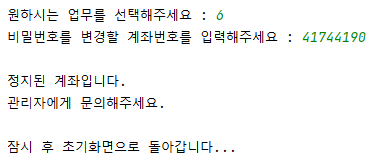 원하시는 업무를 선택해주세요 : 6
비밀번호를 변경할 계좌번호를 입력해주세요 : 41744190
정지된 계좌입니다.
관리자에게 문의해주세요.
잠시 후 초기화면으로 돌아갑니다...